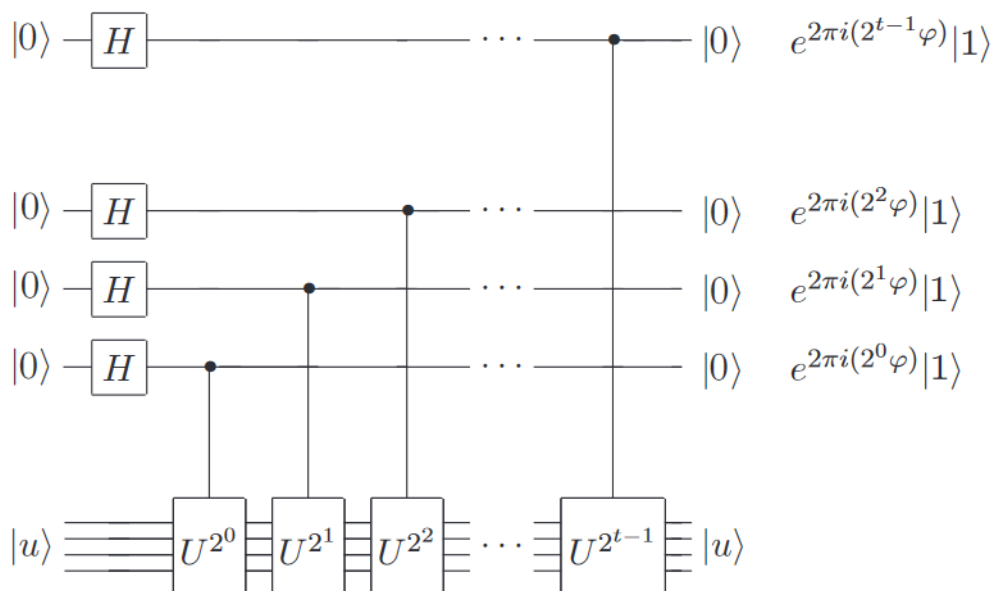 |0⟩ H ··· |0⟩ e^{2πi(2^{t−1}φ)}|1⟩
|0⟩ H ··· |0⟩ e^{2πi(2^2φ)}|1⟩
|0⟩ H ··· |0⟩ e^{2πi(2^1φ)}|1⟩
|0⟩ H ··· |0⟩ e^{2πi(2^0φ)}|1⟩
|u⟩ U^{2^0} U^{2^1} U^{2^2} ··· U^{2^{t−1}} |u⟩